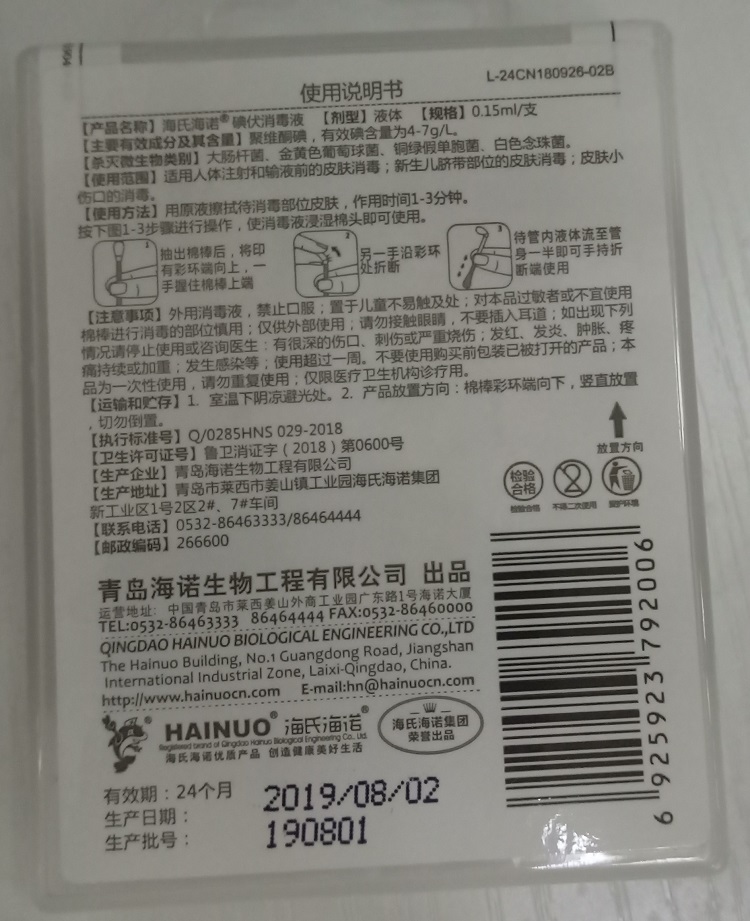 L-24CN180926-02B
使用说明书
【产品名称】海氏海诺®碘伏消毒液 【剂型】液体 【规格】0.15ml/支
【主要有效成分及其含量】聚维酮碘，有效碘含量为4-7g/L。
【杀灭微生物类别】大肠杆菌、金黄色葡萄球菌、铜绿假单胞菌、白色念珠菌。
【使用范围】适用人体注射和输液前的皮肤消毒；新生儿脐带部位的皮肤消毒；皮肤小
伤口的消毒。
【使用方法】用原液擦拭待消毒部位皮肤，作用时间1-3分钟。
按下图1-3步骤进行操作，使消毒液浸湿棉头即可使用。
1
抽出棉棒后，将印
有彩环端向上，一
手握住棉棒上端
2
另一手沿彩环
处折断
3
待管内液体流至管
身一半即可手持折
断端使用
【注意事项】外用消毒液，禁止口服；置于儿童不易触及处；对本品过敏者或不宜使用
棉棒进行消毒的部位慎用；仅供外部使用；请勿接触眼睛，不要插入耳道；如出现下列
情况请停止使用或咨询医生：有很深的伤口、刺伤或严重烧伤；发红、发炎、肿胀、疼
痛持续或加重；发生感染等；使用超过一周。不要使用购买前包装已被打开的产品；本
品为一次性使用，请勿重复使用；仅限医疗卫生机构诊疗用。
【运输和贮存】1. 室温下阴凉避光处。2. 产品放置方向：棉棒彩环端向下，竖直放置
，切勿倒置。
【执行标准号】Q/0285HNS 029-2018
【卫生许可证号】鲁卫消证字（2018）第0600号
【生产企业】青岛海诺生物工程有限公司
【生产地址】青岛市莱西市姜山镇工业园海氏海诺集团
新工业区1号2区2#、7#车间
【联系电话】0532-86463333/86464444
【邮政编码】266600
放置方向
检验
合格
2
检验合格
不得二次使用
爱护环境
青岛海诺生物工程有限公司 出品
运营地址： 中国青岛市莱西姜山外商工业园广东路1号海诺大厦
TEL:0532-86463333 86464444 FAX:0532-86460000
QINGDAO HAINUO BIOLOGICAL ENGINEERING CO.,LTD
The Hainuo Building, No.1 Guangdong Road, Jiangshan
International Industrial Zone, Laixi-Qingdao, China.
http://www.hainuocn.com E-mail:hn@hainuocn.com
HAINUO® 海氏海诺®
Registered brand of Qingdao Hainuo Biological Engineering Co., Ltd.
海氏海诺优质产品 创造健康美好生活
海氏海诺集团
荣誉出品
6 925923 792006
有效期：24个月
生产日期： 2019/08/02
生产批号： 190801